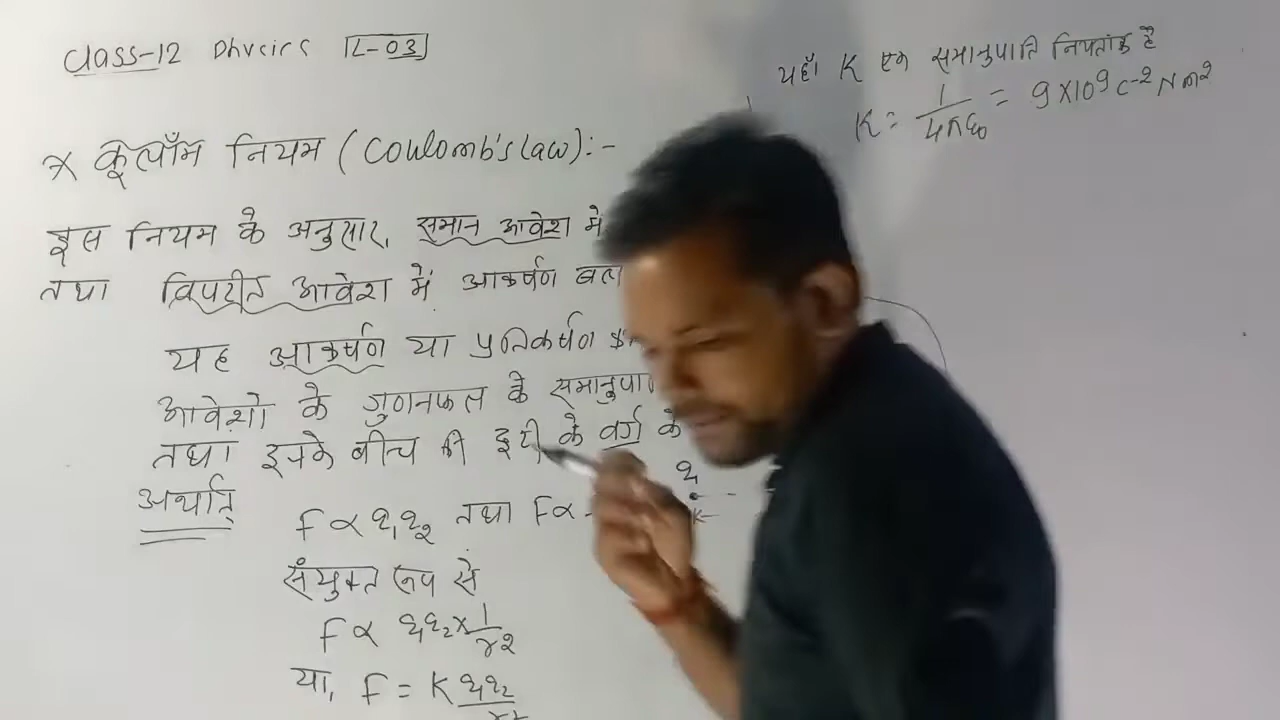 Class-12 Physics L-03
* कूलाँम नियम (Coulomb's law):-
इस नियम के अनुसार, समान आवेश में
तथा विपरीत आवेश में आकर्षण बल
यह आकर्षण या प्रतिकर्षण
आवेशो के गुणनफल के
तथा इनके बीच की दुरी के वर्ग के
अर्थात्
F ∝ q₁q₂ तथा F∝
q₁
संयुक्त रूप से
F ∝ q₁q₂ × 1/r²
या, F = K q₁q₂/r²
यहाँ K एक समानुपाति नियतांक है
K = 1/4πε₀ = 9×10⁹ C⁻² N m²